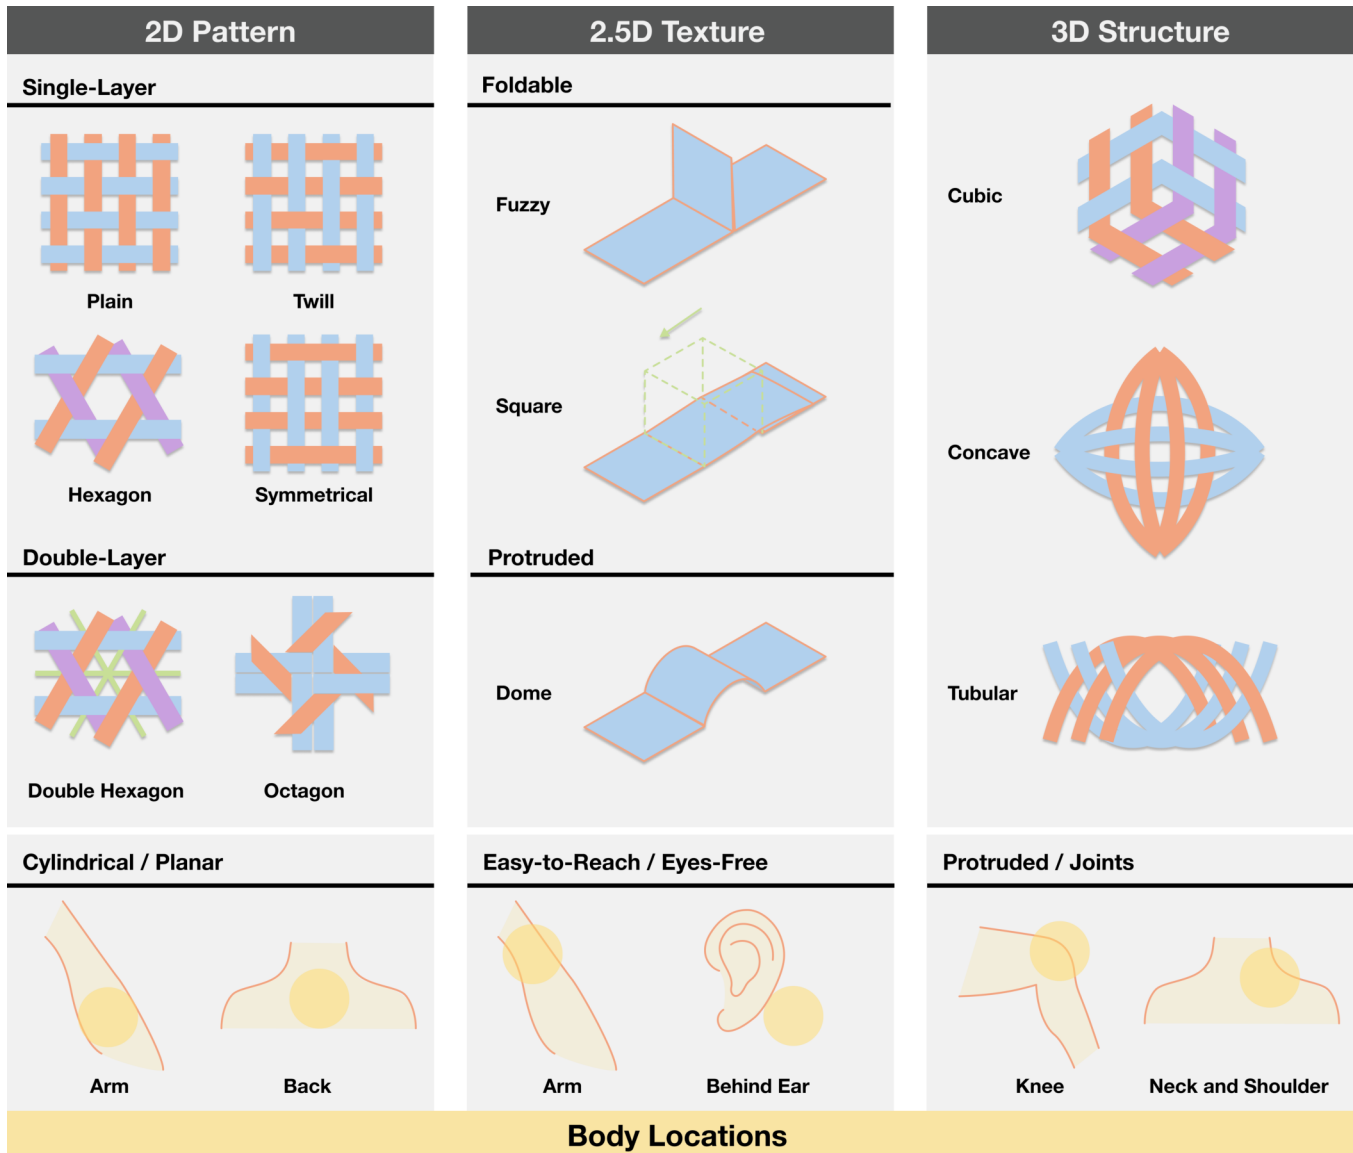 2D Pattern
Single-Layer
Plain
Twill
Hexagon
Symmetrical
Double-Layer
Double Hexagon
Octagon
Cylindrical / Planar
Arm
Back
2.5D Texture
Foldable
Fuzzy
Square
Protruded
Dome
Easy-to-Reach / Eyes-Free
Arm
Behind Ear
3D Structure
Cubic
Concave
Tubular
Protruded / Joints
Knee
Neck and Shoulder
Body Locations